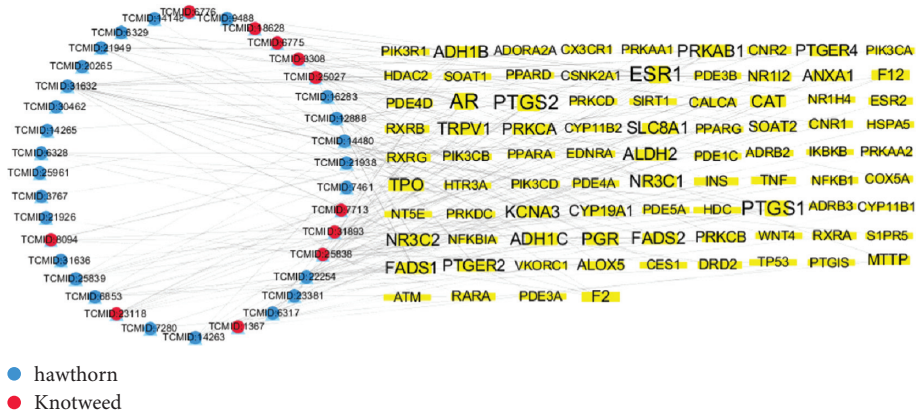 TCMID:6776
TCMID:14148 TCMID:9488
TCMID:6329 TCMID:18628
TCMID:21949 TCMID:6775
TCMID:20265 TCMID:3308
TCMID:31632 TCMID:25027
TCMID:30462 TCMID:16283
TCMID:14265 TCMID:12888
TCMID:6328 TCMID:14480
TCMID:25961 TCMID:21938
TCMID:3767 TCMID:7461
TCMID:21926 TCMID:7713
TCMID:8094 TCMID:31893
TCMID:31636 TCMID:25838
TCMID:25839 TCMID:22254
TCMID:6853 TCMID:23381
TCMID:23118 TCMID:6317
TCMID:7280 TCMID:1367
TCMID:14263
PIK3R1 ADH1B ADORA2A CX3CR1 PRKAA1 PRKAB1 CNR2 PTGER4 PIK3CA
HDAC2 SOAT1 PPARD CSNK2A1 ESR1 PDE3B NR1I2 ANXA1 F12
PDE4D AR PTGS2 PRKCD SIRT1 CALCA CAT NR1H4 ESR2
RXRB TRPV1 PRKCA CYP11B2 SLC8A1 PPARG SOAT2 CNR1 HSPA5
RXRG PIK3CB PPARA EDNRA ALDH2 PDE1C ADRB2 IKBKB PRKAA2
TPO HTR3A PIK3CD PDE4A NR3C1 INS TNF NFKB1 COX5A
NT5E PRKDC KCNA3 CYP19A1 PDE5A HDC PTGS1 ADRB3 CYP11B1
NR3C2 NFKBIA ADH1C PGR FADS2 PRKCB WNT4 RXRA S1PR5
FADS1 PTGER2 VKORC1 ALOX5 CES1 DRD2 TP53 PTGIS MTTP
ATM RARA PDE3A F2
hawthorn
Knotweed